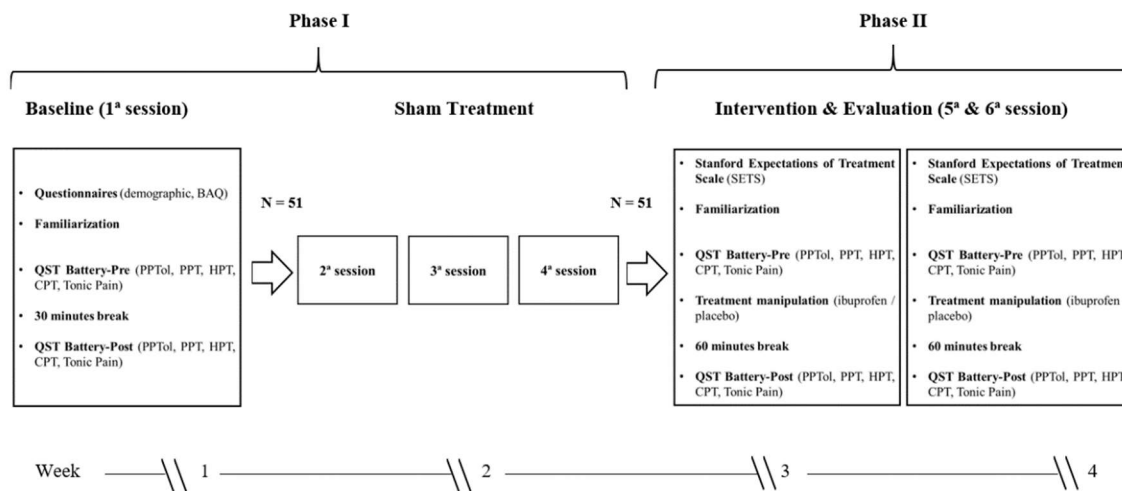 Phase I
Phase II
Baseline (1ª session)
Sham Treatment
Intervention & Evaluation (5ª & 6ª session)
• Questionnaires (demographic, BAQ)
• Familiarization
• QST Battery-Pre (PPTol, PPT, HPT,
CPT, Tonic Pain)
• 30 minutes break
• QST Battery-Post (PPTol, PPT, HPT,
CPT, Tonic Pain)
N = 51
2ª session
3ª session
4ª session
N = 51
• Stanford Expectations of Treatment
Scale (SETS)
• Familiarization
• QST Battery-Pre (PPTol, PPT, HPT,
CPT, Tonic Pain)
• Treatment manipulation (ibuprofen /
placebo)
• 60 minutes break
• QST Battery-Post (PPTol, PPT, HPT,
CPT, Tonic Pain)
• Stanford Expectations of Treatment
Scale (SETS)
• Familiarization
• QST Battery-Pre (PPTol, PPT, HPT,
CPT, Tonic Pain)
• Treatment manipulation (ibuprofen
placebo)
• 60 minutes break
• QST Battery-Post (PPTol, PPT, HPT,
CPT, Tonic Pain)
Week 1 2 3 4